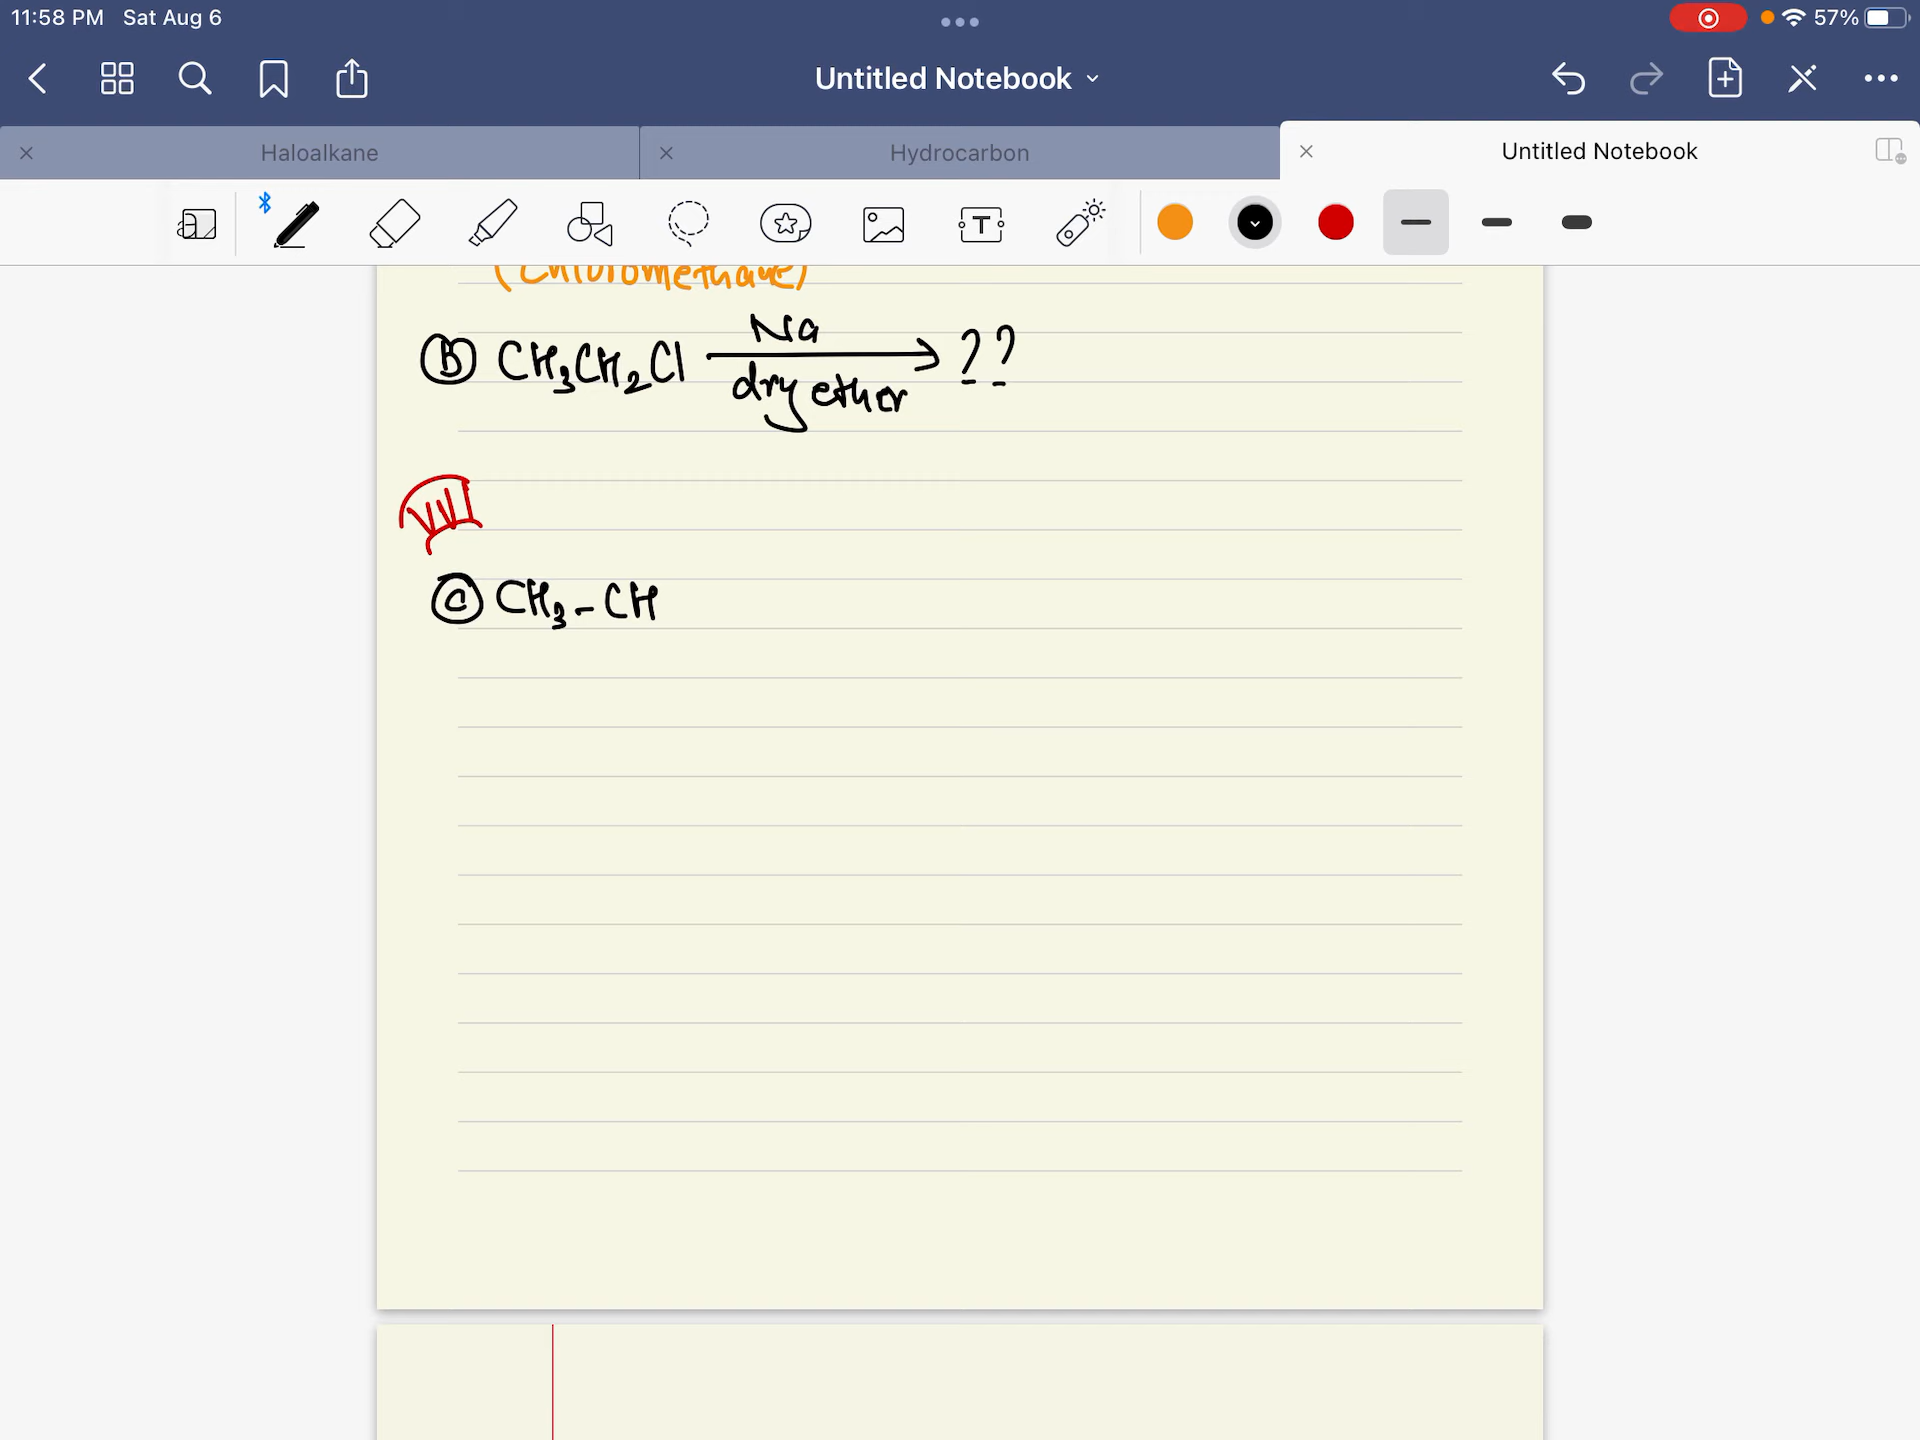 11:58 PM Sat Aug 6
57%
Untitled Notebook
Haloalkane
Hydrocarbon
Untitled Notebook
T
(Chloromethane)
Ⓑ CH₃CH₂Cl Na
dry ether → ??
Ⓒ CH₃-CH